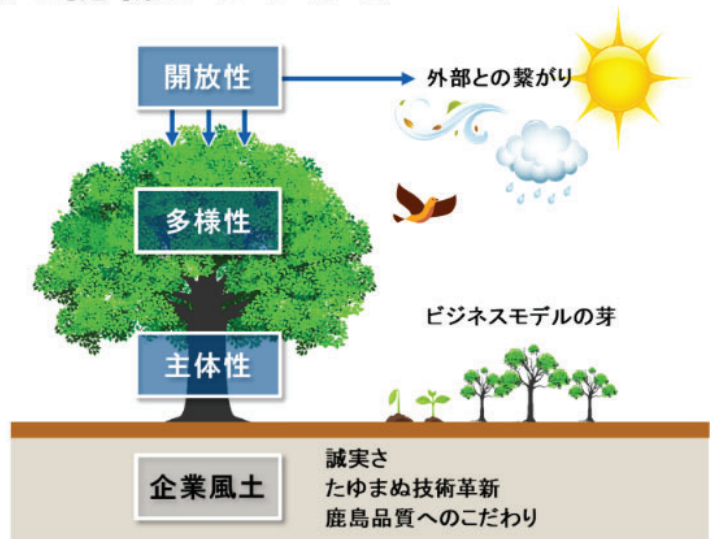 開放性
外部との繋がり
多様性
ビジネスモデルの芽
主体性
企業風土
誠実さ
たゆまぬ技術革新
鹿島品質へのこだわり